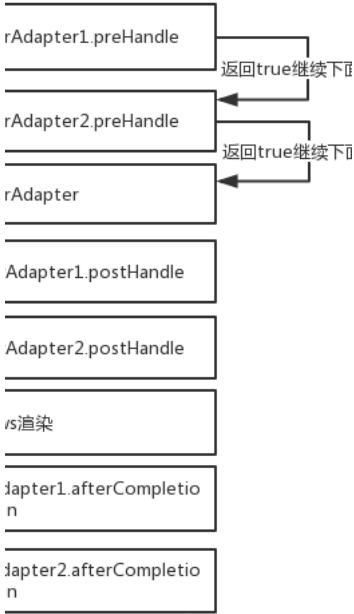 rAdapter1.preHandle
返回true继续下面
rAdapter2.preHandle
返回true继续下面
rAdapter
Adapter1.postHandle
Adapter2.postHandle
ws渲染
dapter1.afterCompletio
n
dapter2.afterCompletio
n